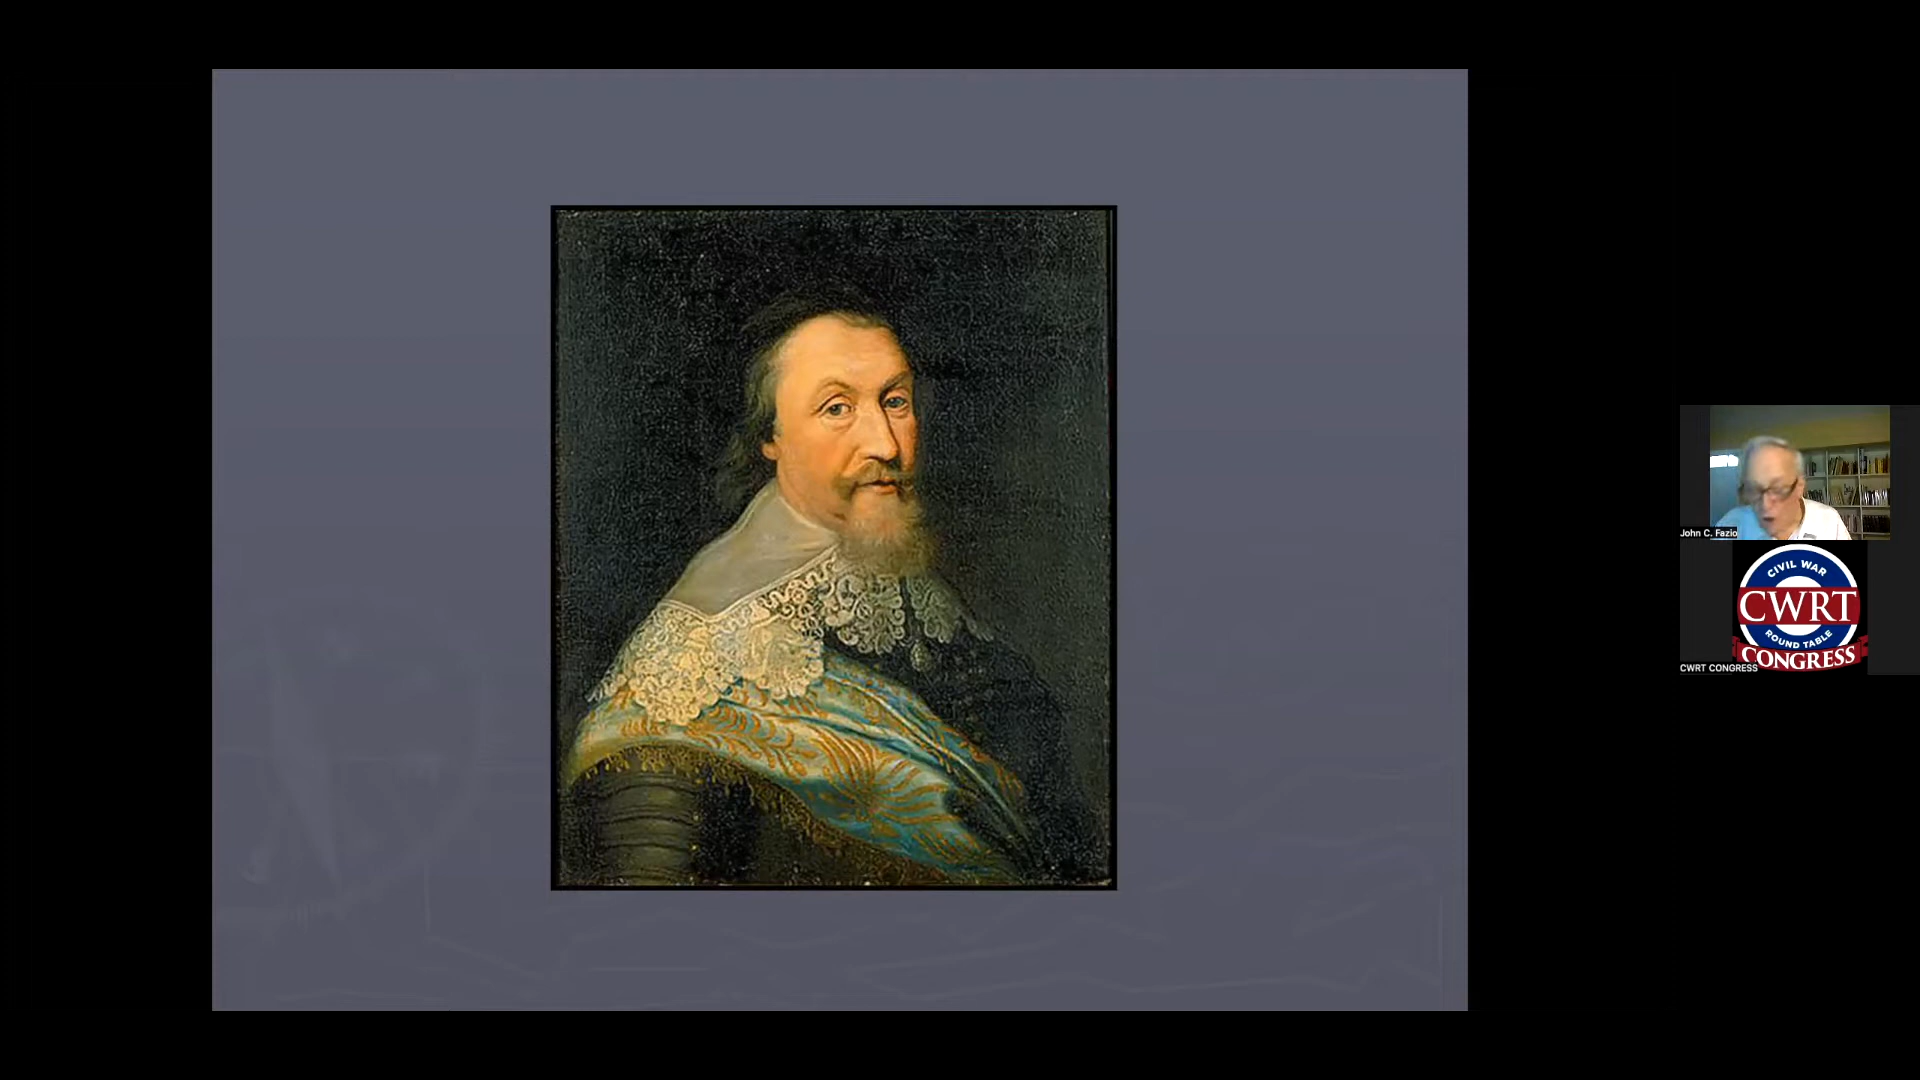 John C. Fazio
CIVIL WAR
CWRT
ROUND TABLE
CONGRESS
CWRT CONGRESS